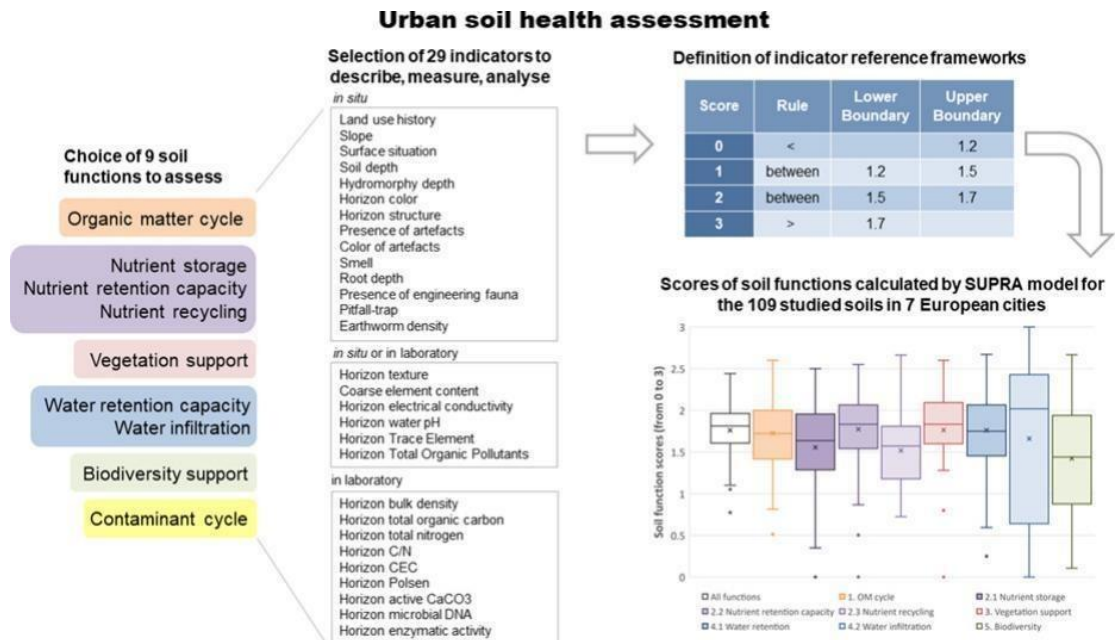 Urban soil health assessment
Choice of 9 soil
functions to assess
Organic matter cycle
Nutrient storage
Nutrient retention capacity
Nutrient recycling
Vegetation support
Water retention capacity
Water infiltration
Biodiversity support
Contaminant cycle
Selection of 29 indicators to
describe, measure, analyse
in situ
Land use history
Slope
Surface situation
Soil depth
Hydromorphy depth
Horizon color
Horizon structure
Presence of artefacts
Color of artefacts
Smell
Root depth
Presence of engineering fauna
Pitfall-trap
Earthworm density
in situ or in laboratory
Horizon texture
Coarse element content
Horizon electrical conductivity
Horizon water pH
Horizon Trace Element
Horizon Total Organic Pollutants
in laboratory
Horizon bulk density
Horizon total organic carbon
Horizon total nitrogen
Horizon C/N
Horizon CEC
Horizon Polsen
Horizon active CaCO3
Horizon microbial DNA
Horizon enzymatic activity
Definition of indicator reference frameworks
Score Rule Lower Boundary Upper Boundary
0 < 1.2
1 between 1.2 1.5
2 between 1.5 1.7
3 > 1.7
Scores of soil functions calculated by SUPRA model for
the 109 studied soils in 7 European cities
Soil function scores (from 0 to 3)
3
2.5
2
1.5
1
0.5
0
All functions 1. OM cycle 2.1 Nutrient storage
2.2 Nutrient retention capacity 2.3 Nutrient recycling 3. Vegetation support
4.1 Water retention 4.2 Water infiltration 5. Biodiversity